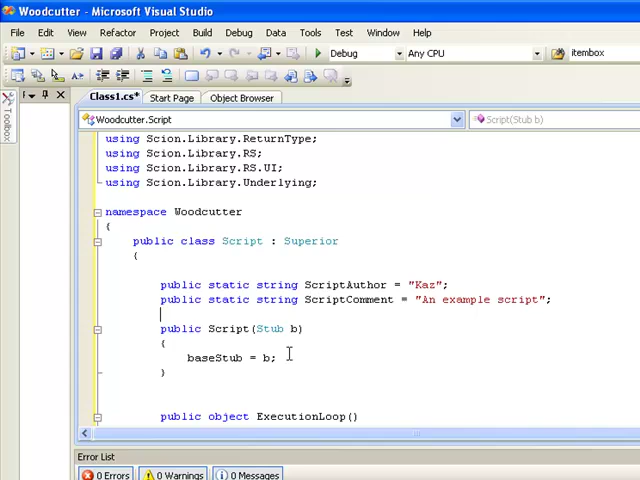 Woodcutter - Microsoft Visual Studio
File Edit View Refactor Project Build Debug Data Tools Test Window Help
Debug Any CPU itembox
Class1.cs* Start Page Object Browser
Toolbox
Woodcutter.Script Script(Stub b)
using Scion.Library.ReturnType;
using Scion.Library.RS;
using Scion.Library.RS.UI;
using Scion.Library.Underlying;
namespace Woodcutter
{
public class Script : Superior
{
public static string ScriptAuthor = "Kaz";
public static string ScriptComment = "An example script";
public Script(Stub b)
{
baseStub = b;
}
public object ExecutionLoop()
Error List
0 Errors 0 Warnings 0 Messages